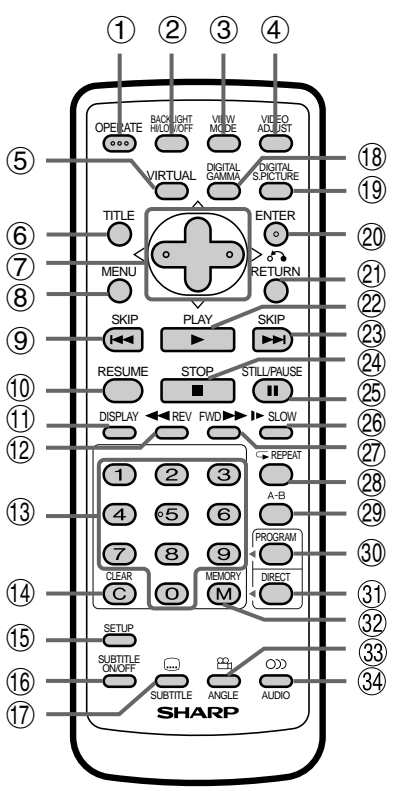 ① ② ③ ④
OPERATE BACKLIGHT HI/LOW/OFF VIEW MODE VIDEO ADJUST
⑤ VIRTUAL DIGITAL GAMMA DIGITAL S.PICTURE ⑱
⑲
⑥ TITLE ENTER ⑳
⑦
⑧ MENU RETURN ㉑
㉒
⑨ SKIP PLAY SKIP ㉓
㉔
⑩ RESUME STOP STILL/PAUSE ㉕
⑪ DISPLAY REV FWD SLOW ㉖
⑫ ㉗
REPEAT
1 2 3 ㉘
⑬ A-B
4 5 6 ㉙
PROGRAM
7 8 9 ㉚
CLEAR MEMORY DIRECT
⑭ C 0 M ㉛
㉜
⑮ SETUP
㉝
⑯ SUBTITLE ON/OFF
⑰ SUBTITLE ANGLE AUDIO ㉞
SHARP